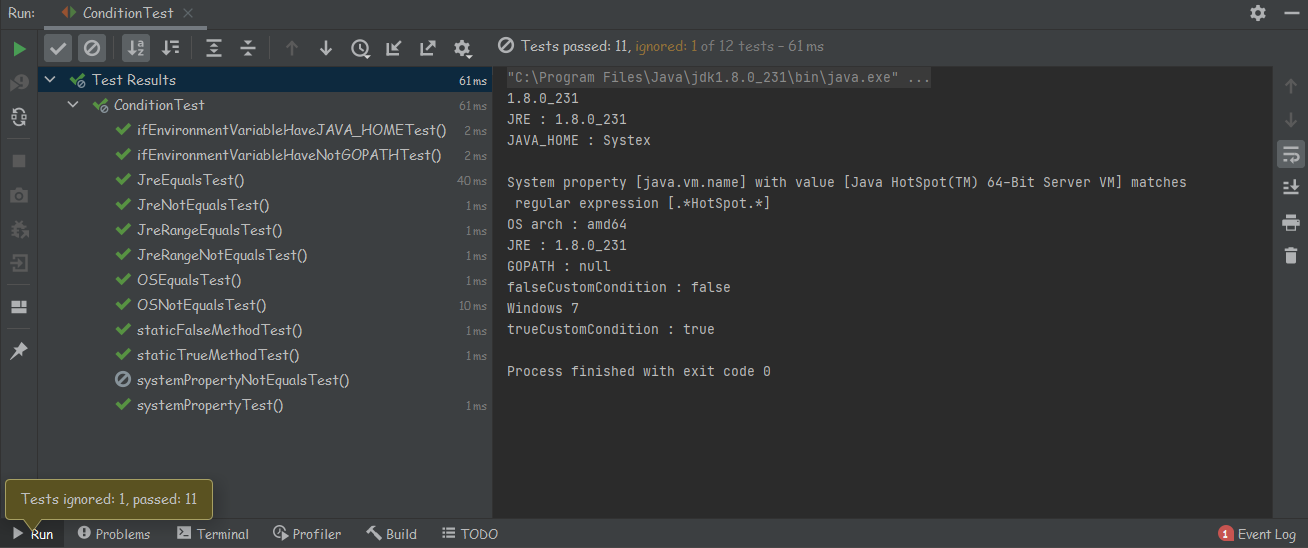 Run: ConditionTest
Tests passed: 11, ignored: 1 of 12 tests – 61 ms
Test Results 61 ms
ConditionTest 61 ms
ifEnvironmentVariableHaveJAVA_HOMETest() 2 ms
ifEnvironmentVariableHaveNotGOPATHTest() 2 ms
JreEqualsTest() 40 ms
JreNotEqualsTest() 1 ms
JreRangeEqualsTest() 1 ms
JreRangeNotEqualsTest() 1 ms
OSEqualsTest() 1 ms
OSNotEqualsTest() 10 ms
staticFalseMethodTest() 1 ms
staticTrueMethodTest() 1 ms
systemPropertyNotEqualsTest()
systemPropertyTest() 1 ms
"C:\Program Files\Java\jdk1.8.0_231\bin\java.exe" ...
1.8.0_231
JRE : 1.8.0_231
JAVA_HOME : Systex
System property [java.vm.name] with value [Java HotSpot(TM) 64-Bit Server VM] matches
regular expression [.*HotSpot.*]
OS arch : amd64
JRE : 1.8.0_231
GOPATH : null
falseCustomCondition : false
Windows 7
trueCustomCondition : true
Process finished with exit code 0
Tests ignored: 1, passed: 11
Run Problems Terminal Profiler Build TODO 1 Event Log